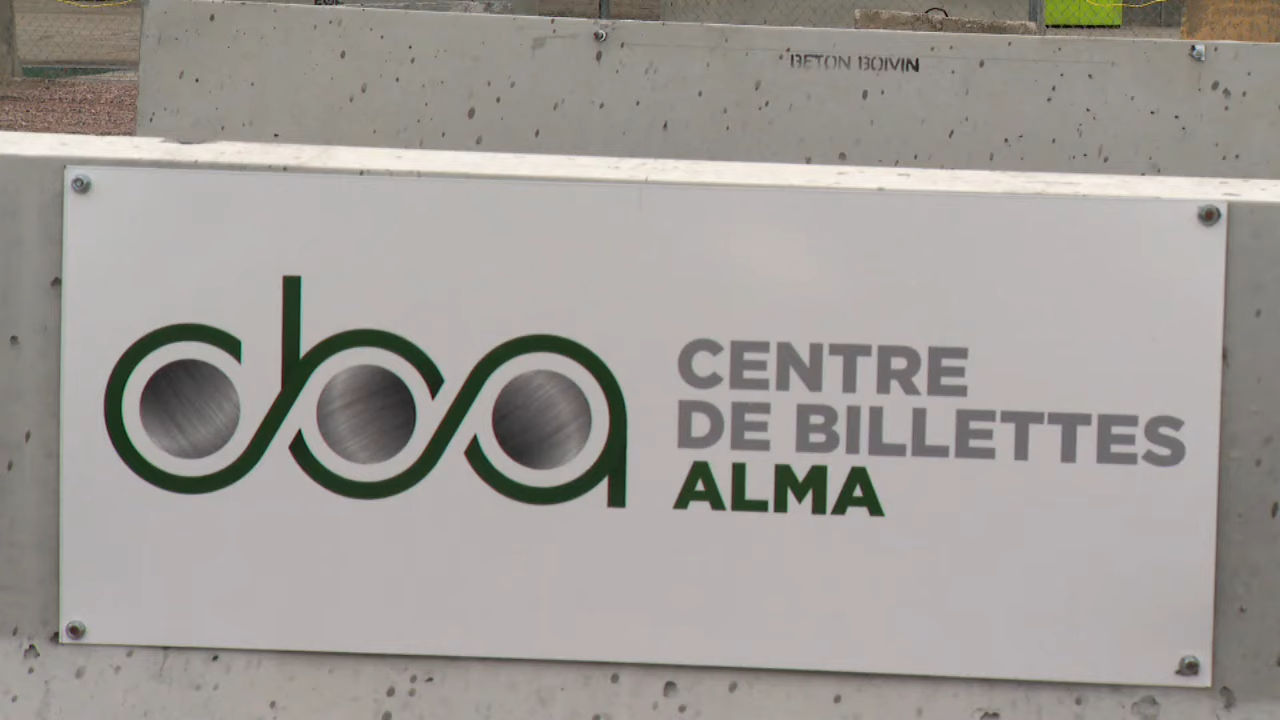 BETON BOIVIN
cba
CENTRE
DE BILLETTES
ALMA